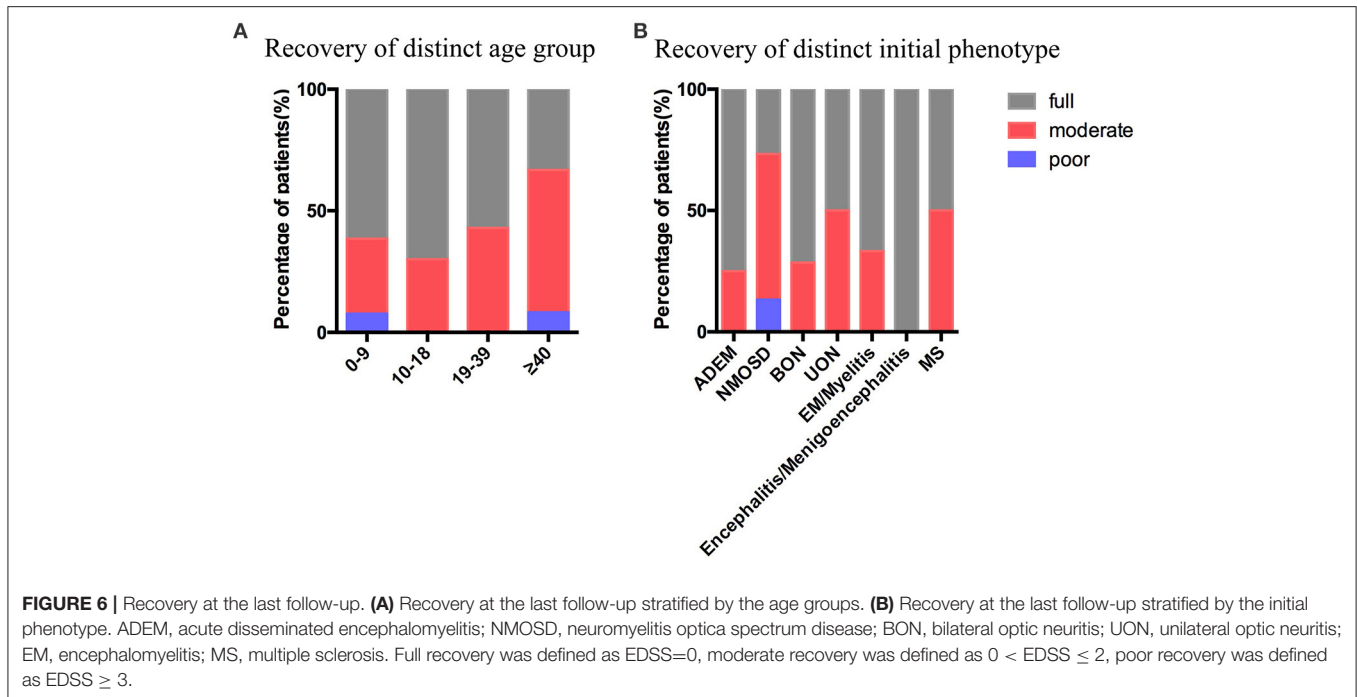 A Recovery of distinct age group
Percentage of patients(%)
100
50
0
0-9
10-18
19-39
≥40
B Recovery of distinct initial phenotype
Percentage of patients(%)
100
50
0
ADEM
NMOSD
BON
UON
EM/Myelitis
Encephalitis/Menigoencephalitis
MS
full
moderate
poor
FIGURE 6 | Recovery at the last follow-up. (A) Recovery at the last follow-up stratified by the age groups. (B) Recovery at the last follow-up stratified by the initial
phenotype. ADEM, acute disseminated encephalomyelitis; NMOSD, neuromyelitis optica spectrum disease; BON, bilateral optic neuritis; UON, unilateral optic neuritis;
EM, encephalomyelitis; MS, multiple sclerosis. Full recovery was defined as EDSS=0, moderate recovery was defined as 0 < EDSS ≤ 2, poor recovery was defined
as EDSS ≥ 3.